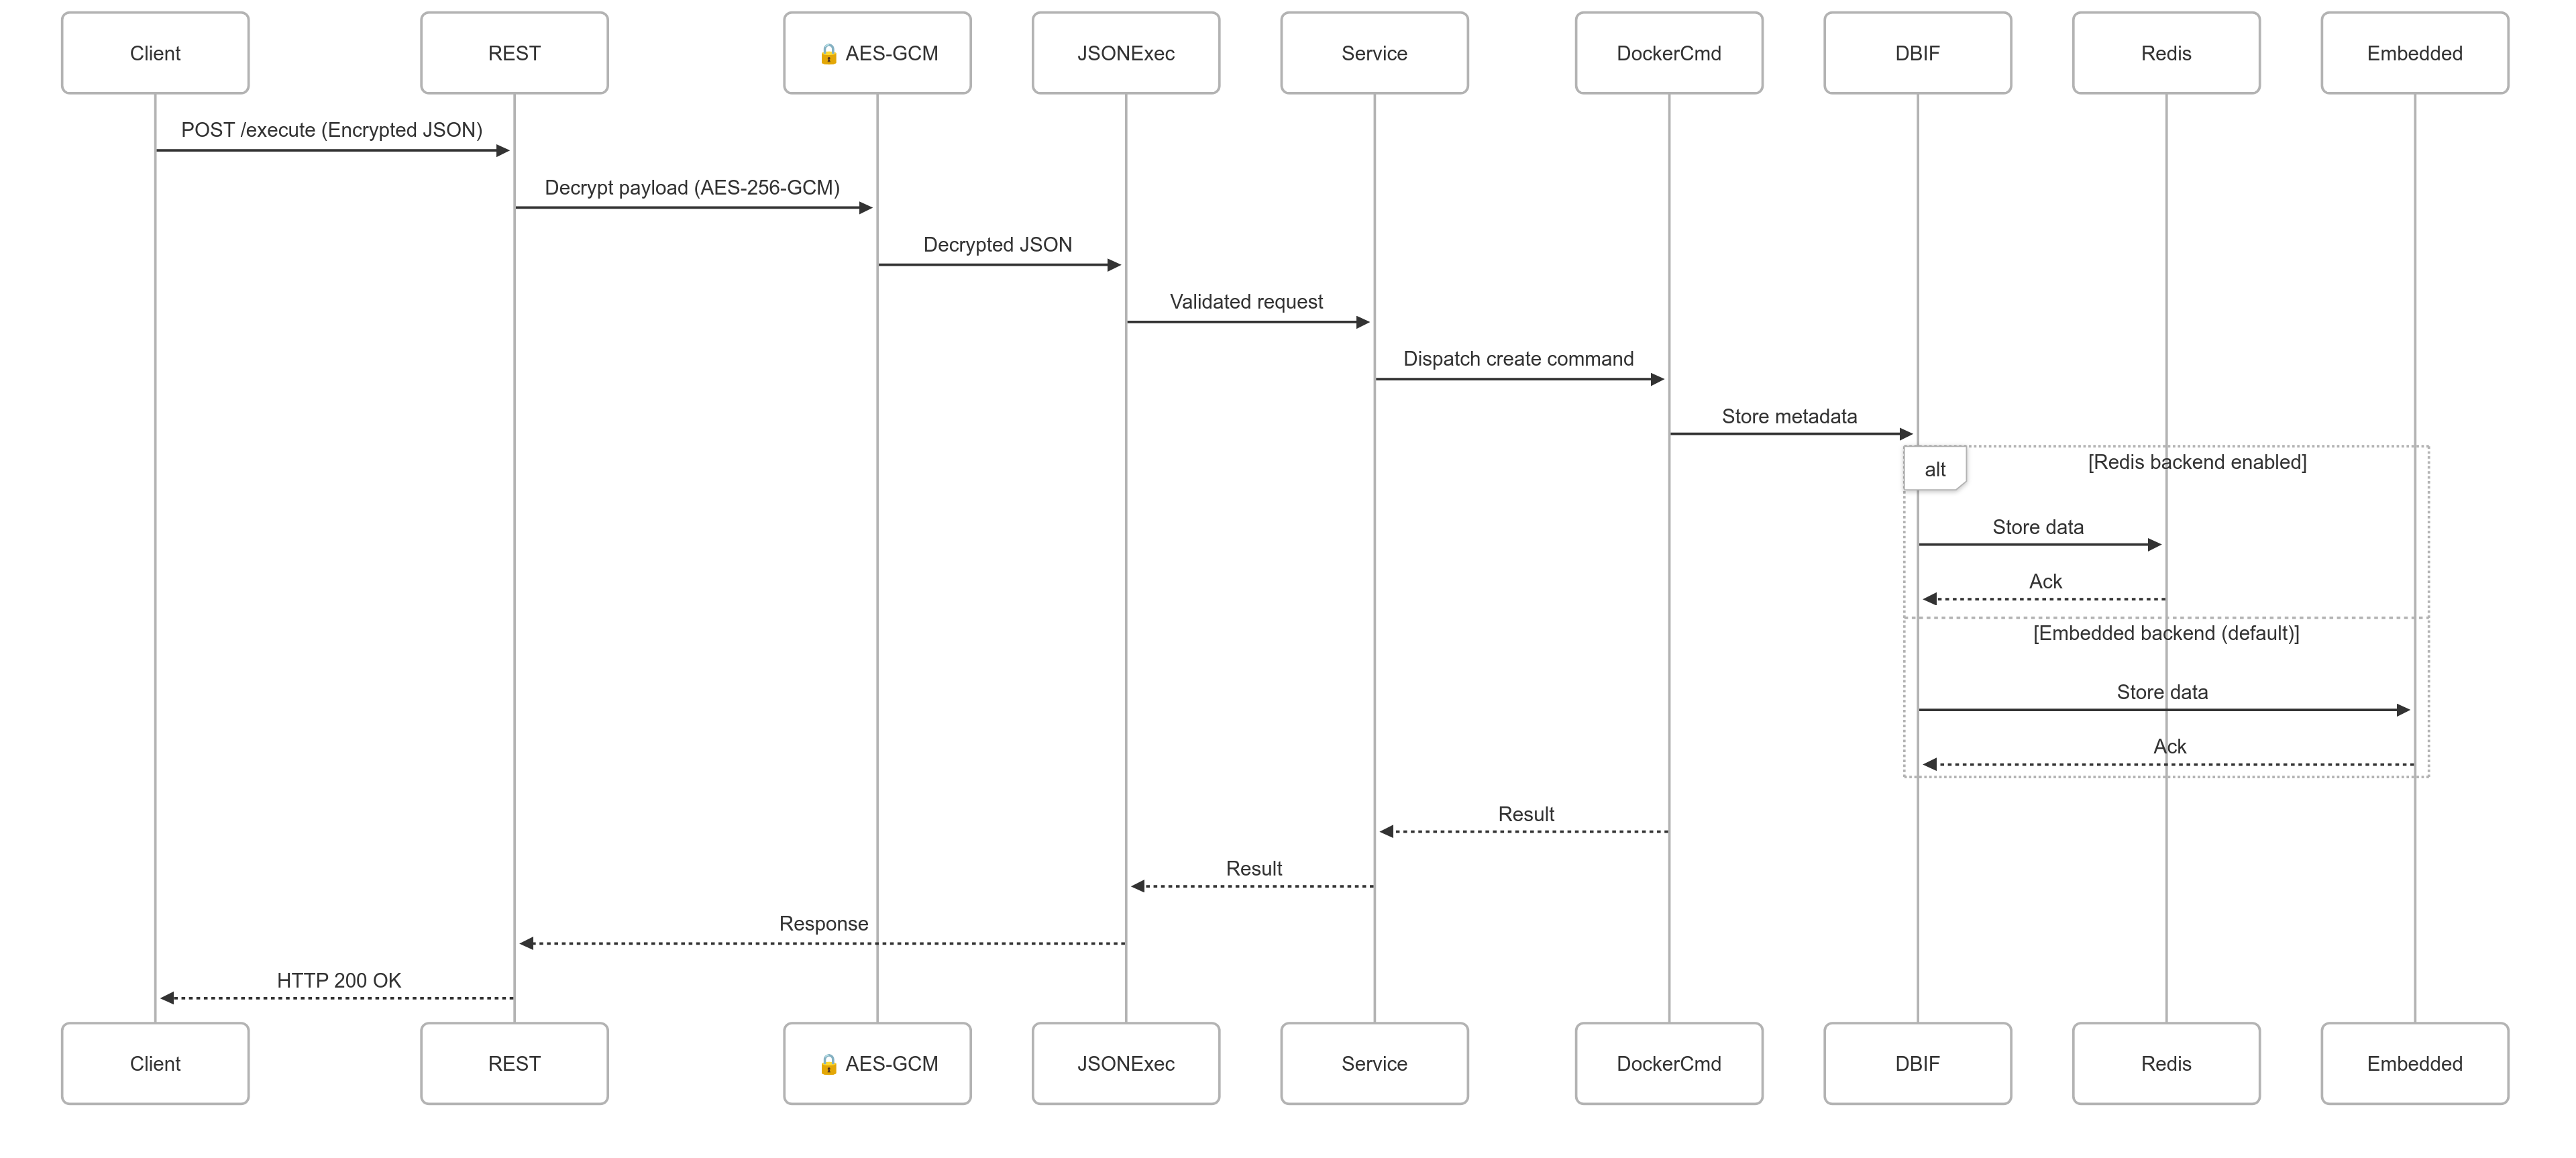 Client
REST
🔒 AES-GCM
JSONExec
Service
DockerCmd
DBIF
Redis
Embedded
POST /execute (Encrypted JSON)
Decrypt payload (AES-256-GCM)
Decrypted JSON
Validated request
Dispatch create command
Store metadata
alt
[Redis backend enabled]
Store data
Ack
[Embedded backend (default)]
Store data
Ack
Result
Result
Response
HTTP 200 OK
Client
REST
🔒 AES-GCM
JSONExec
Service
DockerCmd
DBIF
Redis
Embedded